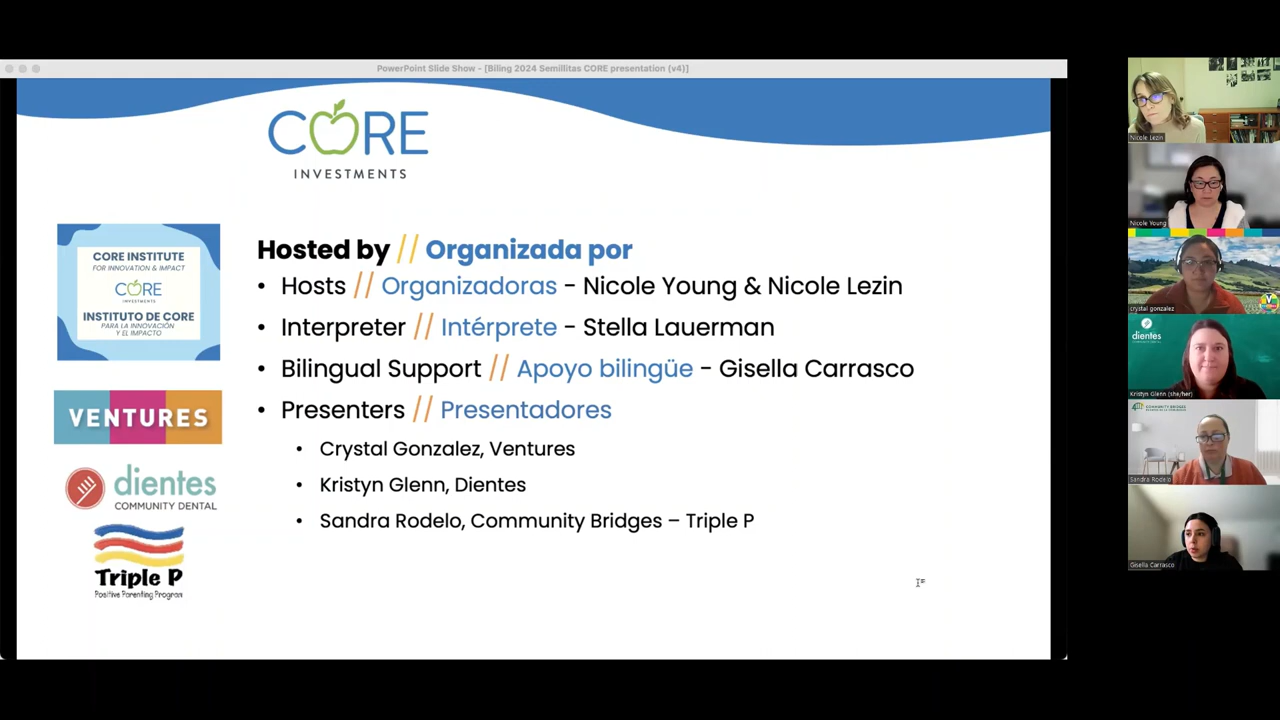 PowerPoint Slide Show - [Biling 2024 Semillitas CORE presentation (v4)]
CORE
INVESTMENTS
CORE INSTITUTE
FOR INNOVATION & IMPACT
CORE
INVESTMENTS
INSTITUTO DE CORE
PARA LA INNOVACIÓN
Y EL IMPACTO
VENTURES
dientes
COMMUNITY DENTAL
Triple P
Positive Parenting Program
Hosted by // Organizada por
• Hosts // Organizadoras - Nicole Young & Nicole Lezin
• Interpreter // Intérprete - Stella Lauerman
• Bilingual Support // Apoyo bilingüe - Gisella Carrasco
• Presenters // Presentadores
• Crystal Gonzalez, Ventures
• Kristyn Glenn, Dientes
• Sandra Rodelo, Community Bridges – Triple P
Nicole Lezin
Nicole Young
crystal gonzalez
dientes
Kristyn Glenn (she/her)
COMMUNITY BRIDGES
Sandra Rodelo
Gisella Carrasco